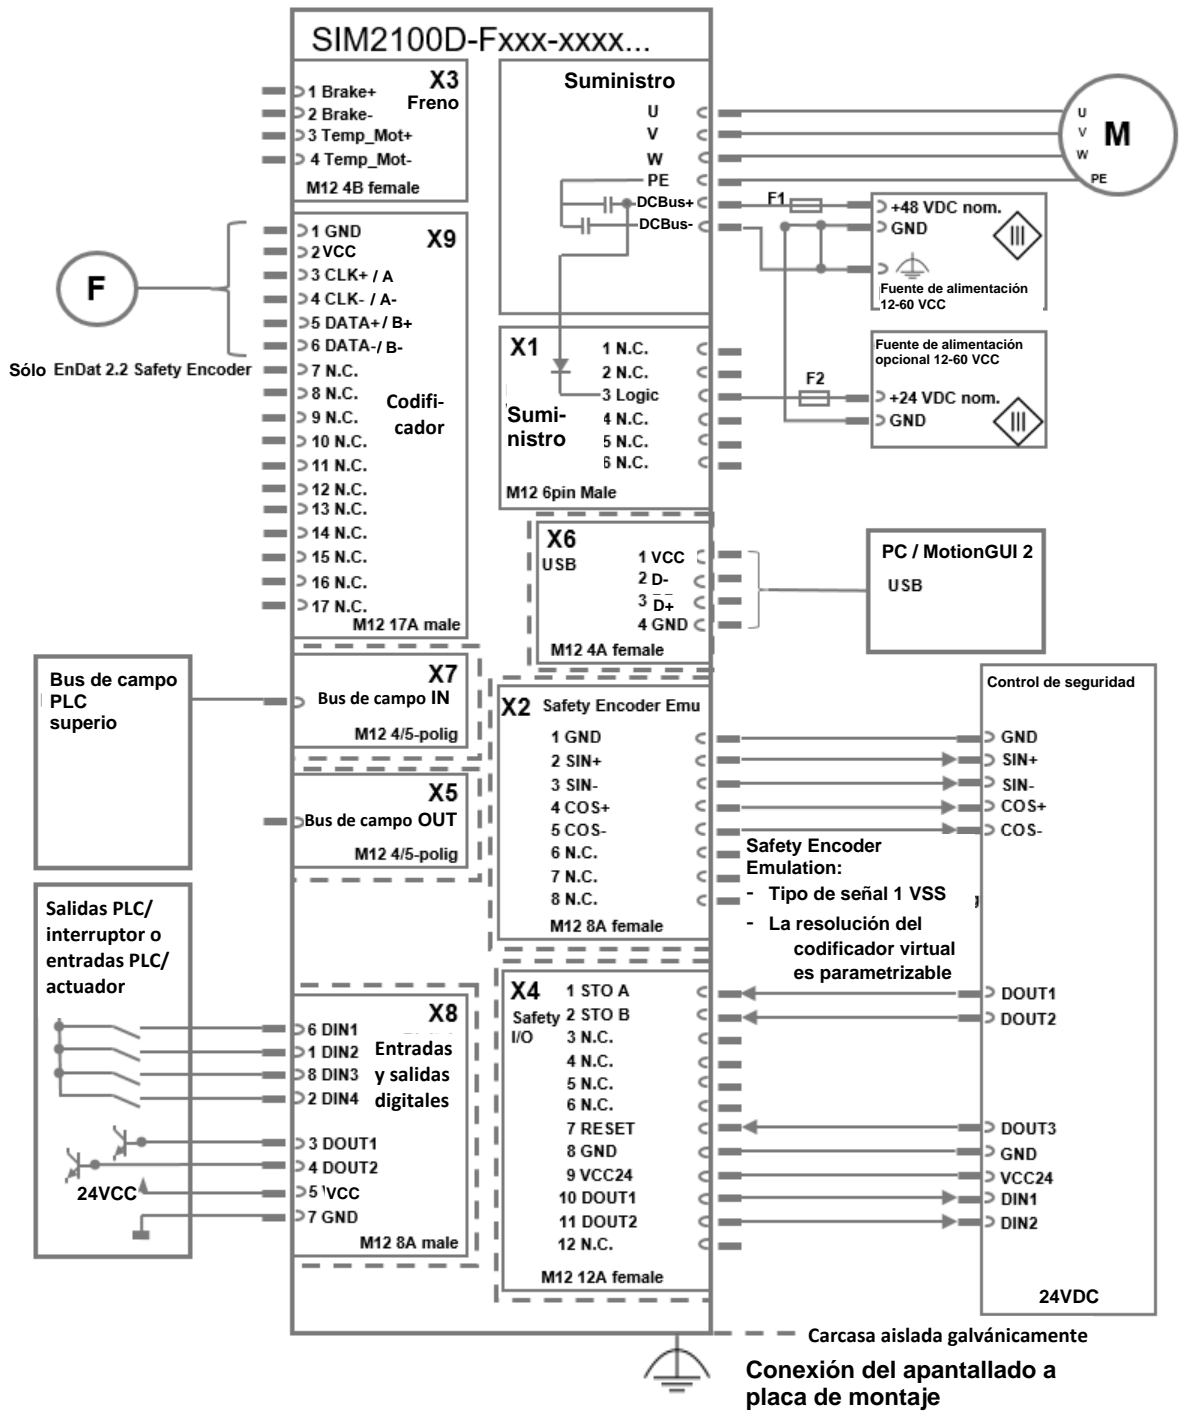 SIM2100D-Fxxx-xxxx...
X3
Freno
1 Brake+
2 Brake-
3 Temp_Mot+
4 Temp_Mot-
M12 4B female
X9
1 GND
2 VCC
3 CLK+ / A
4 CLK- / A-
5 DATA+ / B+
6 DATA- / B-
7 N.C.
8 N.C.
9 N.C.
10 N.C.
11 N.C.
12 N.C.
13 N.C.
14 N.C.
15 N.C.
16 N.C.
17 N.C.
Codifi-
cador
M12 17A male
F
Sólo EnDat 2.2 Safety Encoder
Suministro
U
V
W
PE
DCBus+
DCBus-
U
V
W
PE
M
F1
+48 VDC nom.
GND
Fuente de alimentación
12-60 VCC
X1
Sumi-
nistro
1 N.C.
2 N.C.
3 Logic
4 N.C.
5 N.C.
6 N.C.
M12 6pin Male
Fuente de alimentación
opcional 12-60 VCC
F2
+24 VDC nom.
GND
X6
USB
1 VCC
2 D-
3 D+
4 GND
M12 4A female
PC / MotionGUI 2
USB
Bus de campo
PLC
superio
X7
Bus de campo IN
M12 4/5-polig
X5
Bus de campo OUT
M12 4/5-polig
X2 Safety Encoder Emu
1 GND
2 SIN+
3 SIN-
4 COS+
5 COS-
6 N.C.
7 N.C.
8 N.C.
M12 8A female
Control de seguridad
GND
SIN+
SIN-
COS+
COS-
Safety Encoder
Emulation:
- Tipo de señal 1 VSS
- La resolución del
codificador virtual
es parametrizable
Salidas PLC/
interruptor o
entradas PLC/
actuador
24VCC
X8
Entradas
y salidas
digitales
6 DIN1
1 DIN2
8 DIN3
2 DIN4
3 DOUT1
4 DOUT2
5 VCC
7 GND
M12 8A male
X4
Safety
I/O
1 STO A
2 STO B
3 N.C.
4 N.C.
5 N.C.
6 N.C.
7 RESET
8 GND
9 VCC24
10 DOUT1
11 DOUT2
12 N.C.
M12 12A female
DOUT1
DOUT2
DOUT3
GND
VCC24
DIN1
DIN2
24VDC
Carcasa aislada galvánicamente
Conexión del apantallado a
placa de montaje